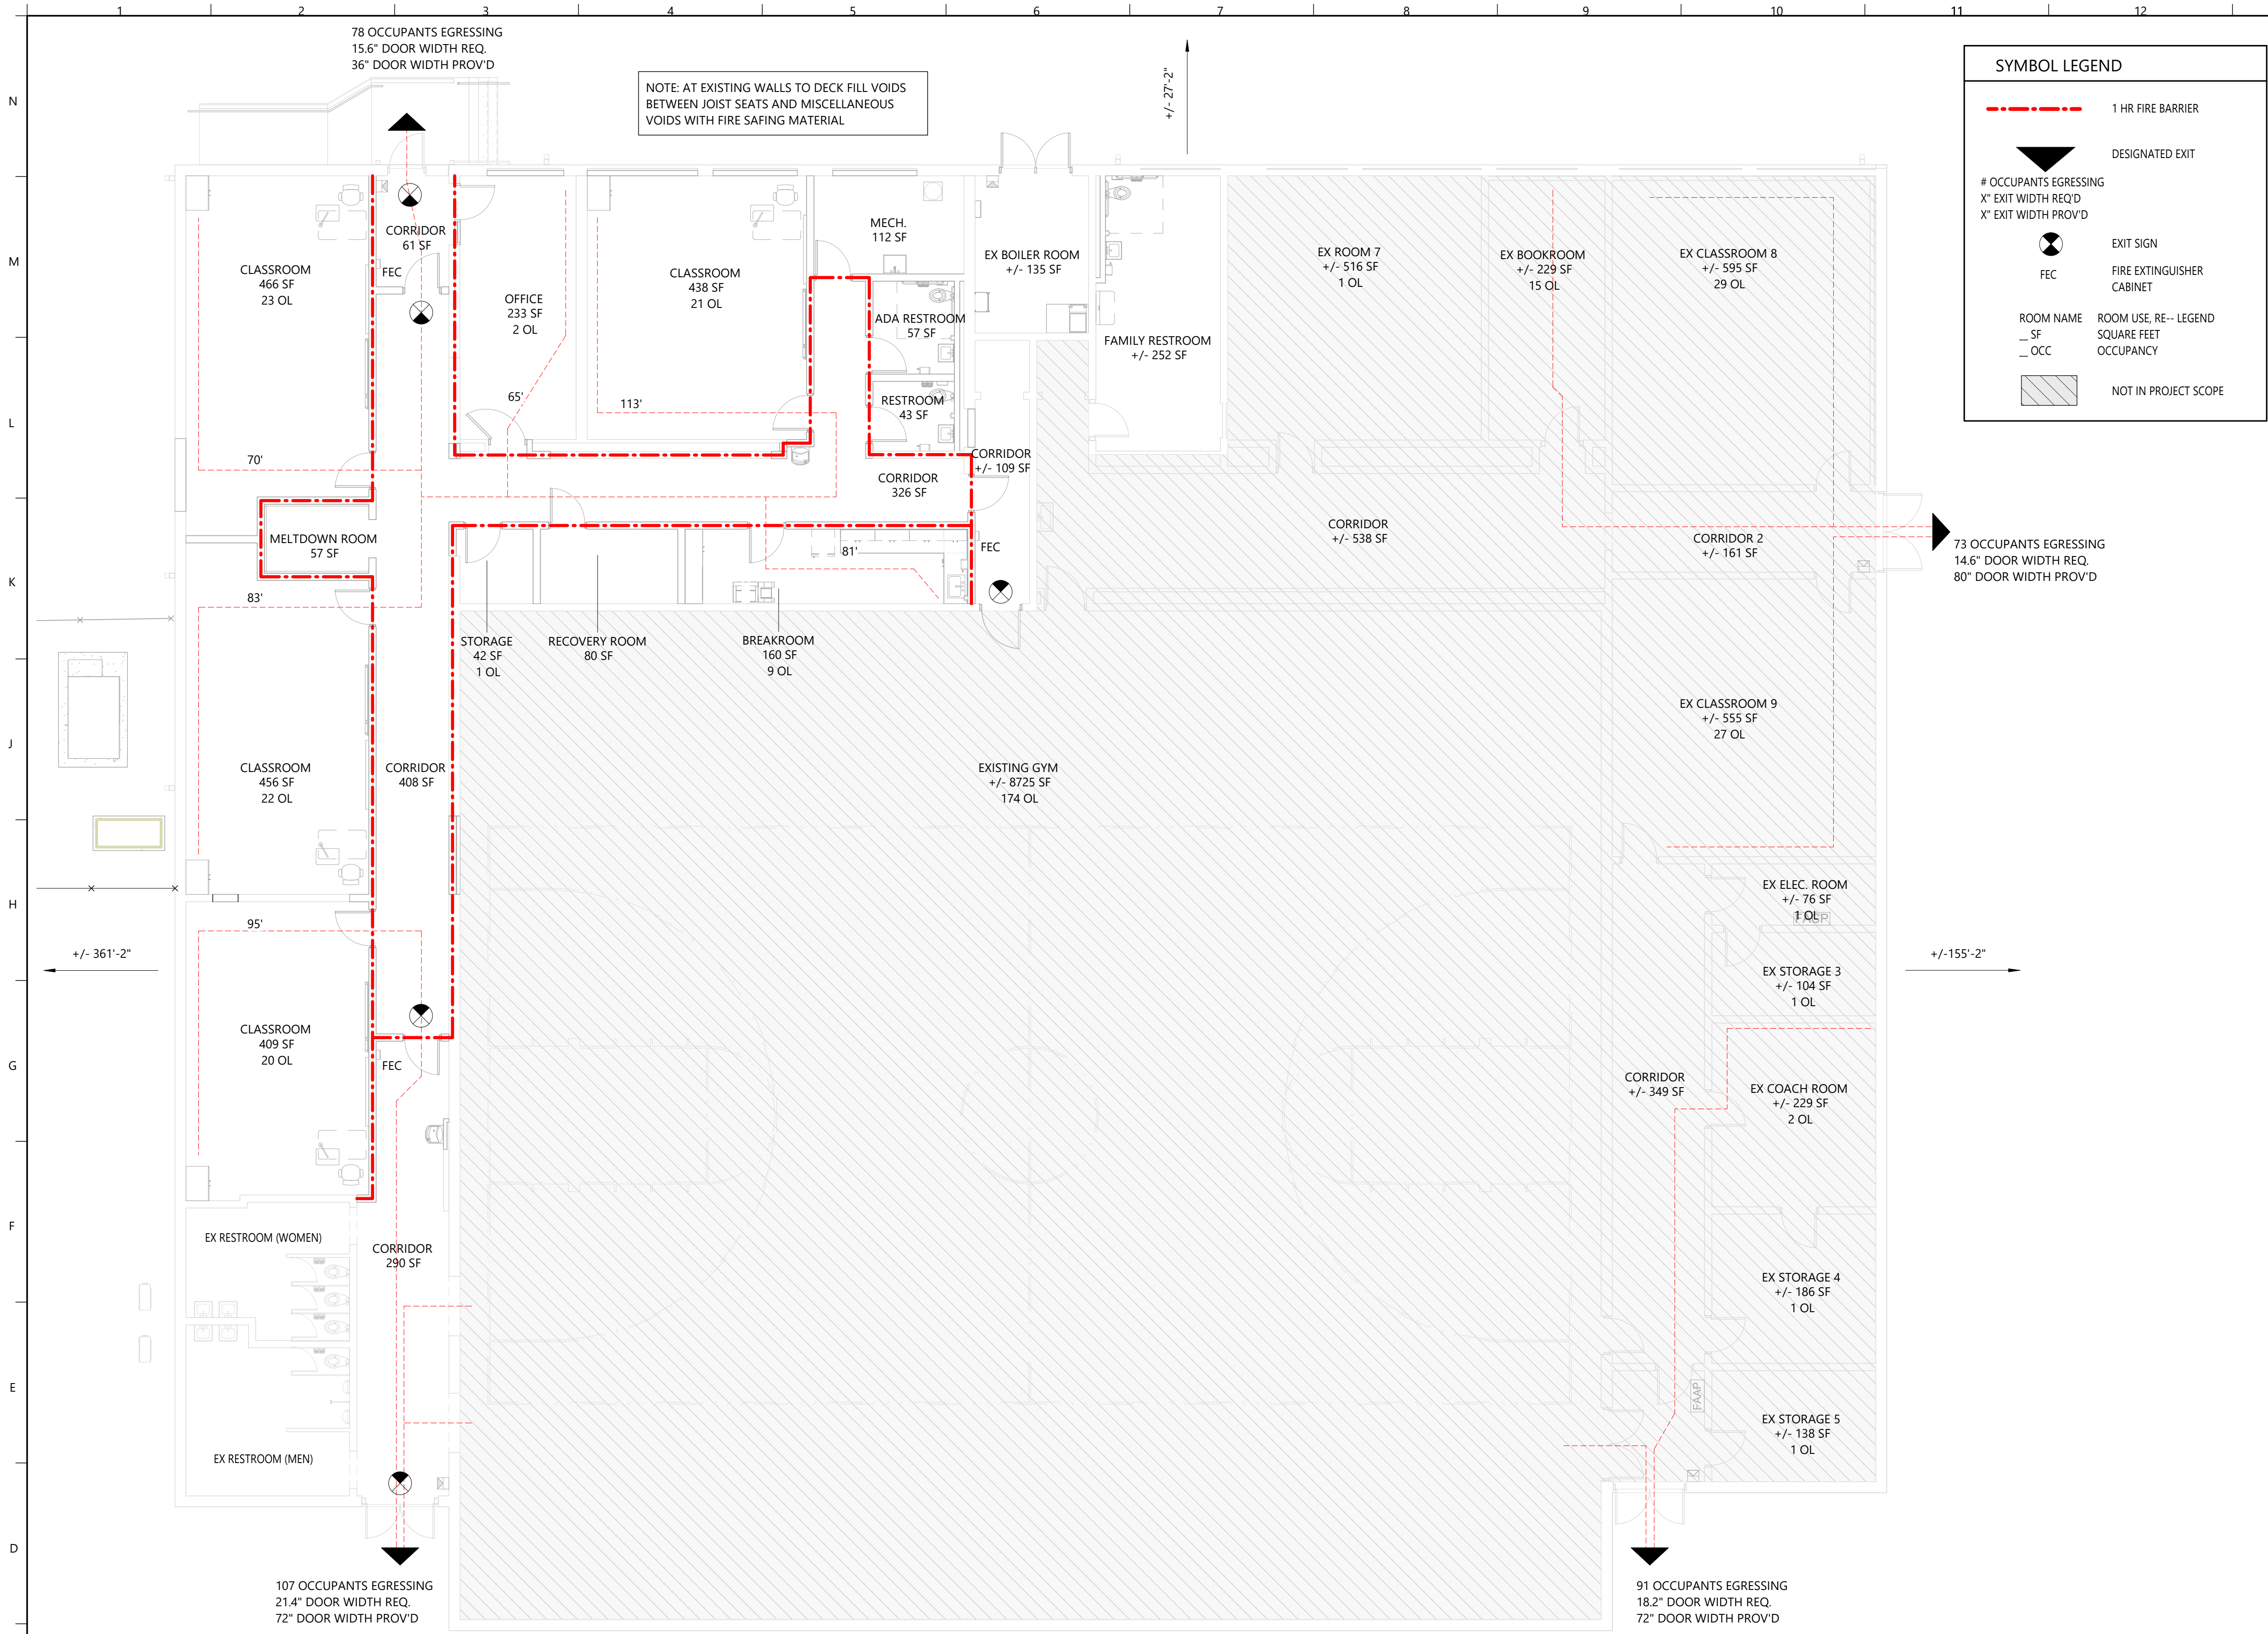 1 2 3 4 5 6 7 8 9 10 11 12
N
M
L
K
J
H
G
F
E
D
78 OCCUPANTS EGRESSING
15.6" DOOR WIDTH REQ.
36" DOOR WIDTH PROV'D
NOTE: AT EXISTING WALLS TO DECK FILL VOIDS
BETWEEN JOIST SEATS AND MISCELLANEOUS
VOIDS WITH FIRE SAFING MATERIAL
+/- 27'-2"
SYMBOL LEGEND
1 HR FIRE BARRIER
DESIGNATED EXIT
# OCCUPANTS EGRESSING
X" EXIT WIDTH REQ'D
X" EXIT WIDTH PROV'D
EXIT SIGN
FEC
FIRE EXTINGUISHER
CABINET
ROOM NAME ROOM USE, RE-- LEGEND
__ SF SQUARE FEET
__ OCC OCCUPANCY
NOT IN PROJECT SCOPE
CLASSROOM
466 SF
23 OL
CORRIDOR
61 SF
FEC
OFFICE
233 SF
2 OL
CLASSROOM
438 SF
21 OL
MECH.
112 SF
EX BOILER ROOM
+/- 135 SF
ADA RESTROOM
57 SF
RESTROOM
43 SF
FAMILY RESTROOM
+/- 252 SF
EX ROOM 7
+/- 516 SF
1 OL
EX BOOKROOM
+/- 229 SF
15 OL
EX CLASSROOM 8
+/- 595 SF
29 OL
65'
113'
70'
CORRIDOR
+/- 109 SF
CORRIDOR
326 SF
MELTDOWN ROOM
57 SF
81'
FEC
CORRIDOR
+/- 538 SF
CORRIDOR 2
+/- 161 SF
73 OCCUPANTS EGRESSING
14.6" DOOR WIDTH REQ.
80" DOOR WIDTH PROV'D
83'
STORAGE
42 SF
1 OL
RECOVERY ROOM
80 SF
BREAKROOM
160 SF
9 OL
CLASSROOM
456 SF
22 OL
CORRIDOR
408 SF
EXISTING GYM
+/- 8725 SF
174 OL
EX CLASSROOM 9
+/- 555 SF
27 OL
EX ELEC. ROOM
+/- 76 SF
1 OL
FACP
95'
+/- 361'-2"
+/-155'-2"
EX STORAGE 3
+/- 104 SF
1 OL
CLASSROOM
409 SF
20 OL
FEC
CORRIDOR
+/- 349 SF
EX COACH ROOM
+/- 229 SF
2 OL
EX RESTROOM (WOMEN)
CORRIDOR
290 SF
EX STORAGE 4
+/- 186 SF
1 OL
FAAP
EX STORAGE 5
+/- 138 SF
1 OL
EX RESTROOM (MEN)
107 OCCUPANTS EGRESSING
21.4" DOOR WIDTH REQ.
72" DOOR WIDTH PROV'D
91 OCCUPANTS EGRESSING
18.2" DOOR WIDTH REQ.
72" DOOR WIDTH PROV'D